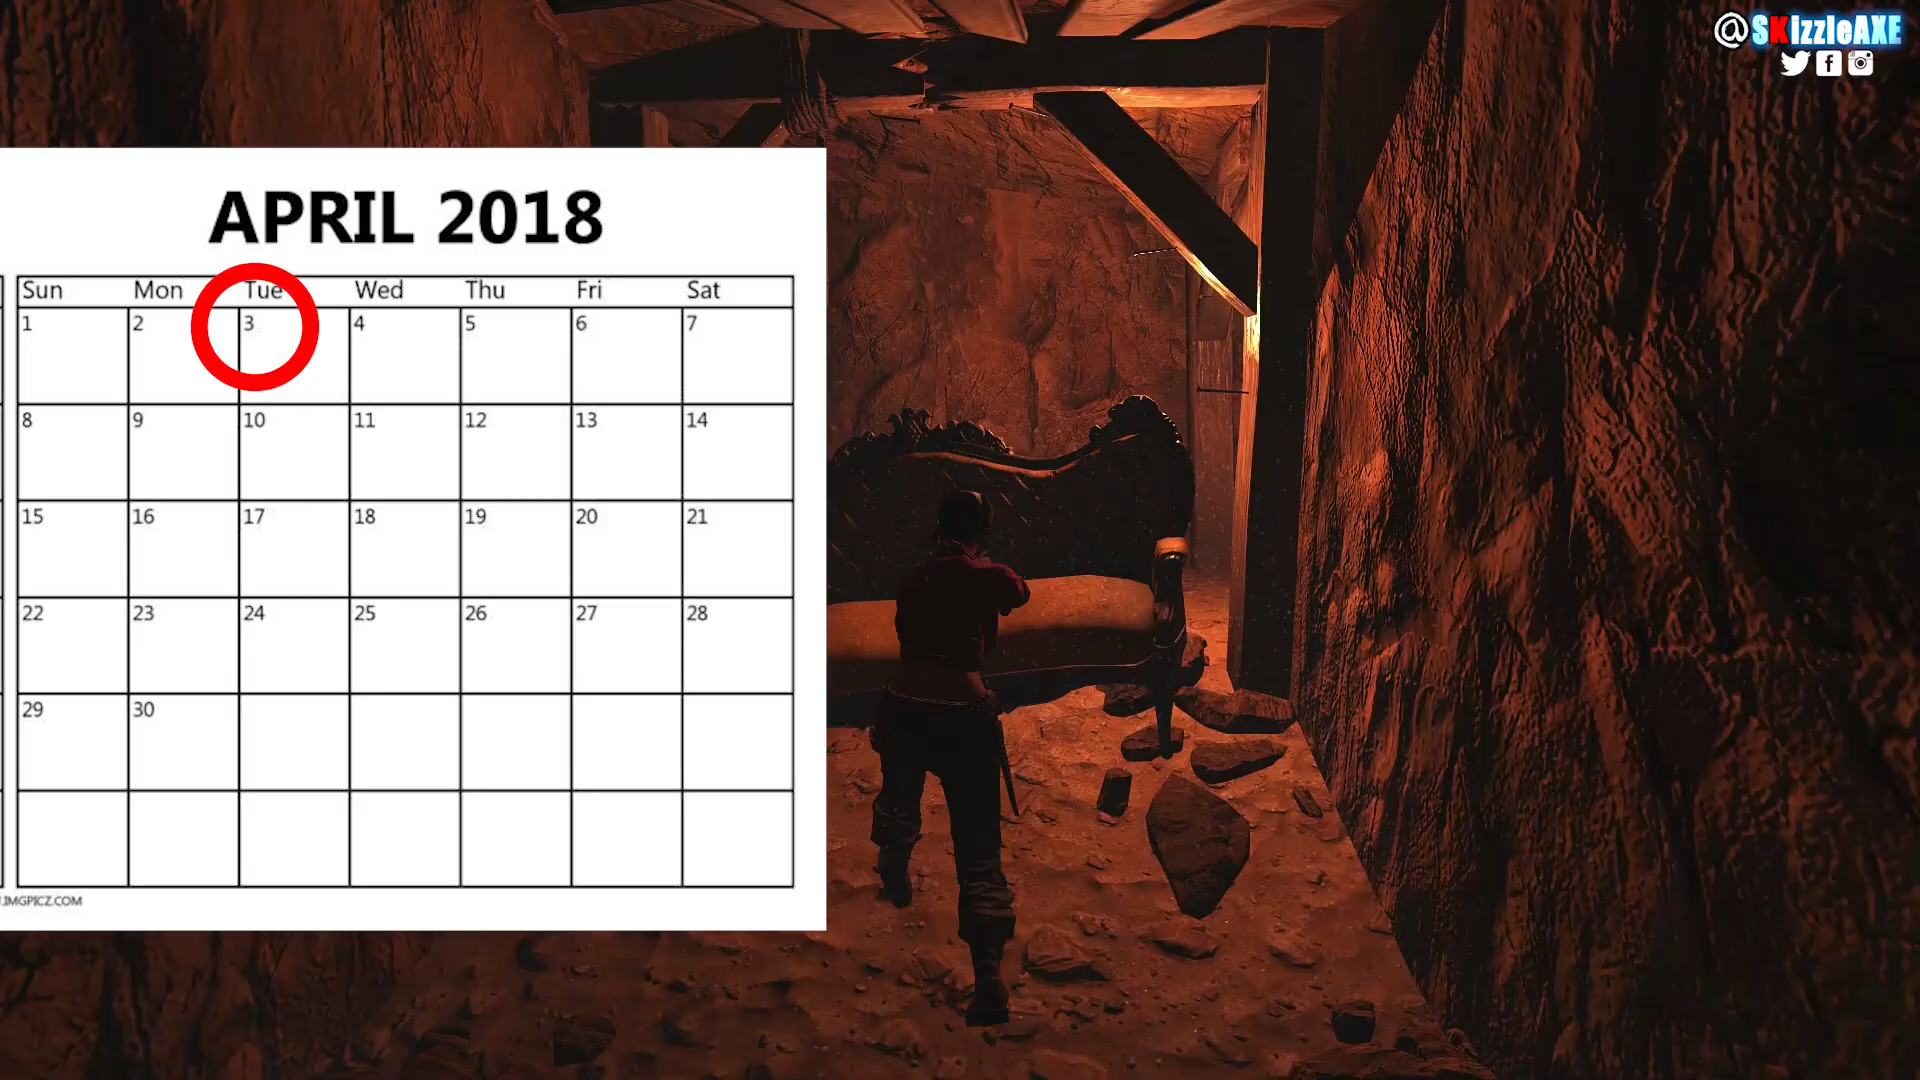 @SKizzleAXE
APRIL 2018
Sun Mon Tue Wed Thu Fri Sat
1 2 3 4 5 6 7
8 9 10 11 12 13 14
15 16 17 18 19 20 21
22 23 24 25 26 27 28
29 30
.IMGPICZ.COM